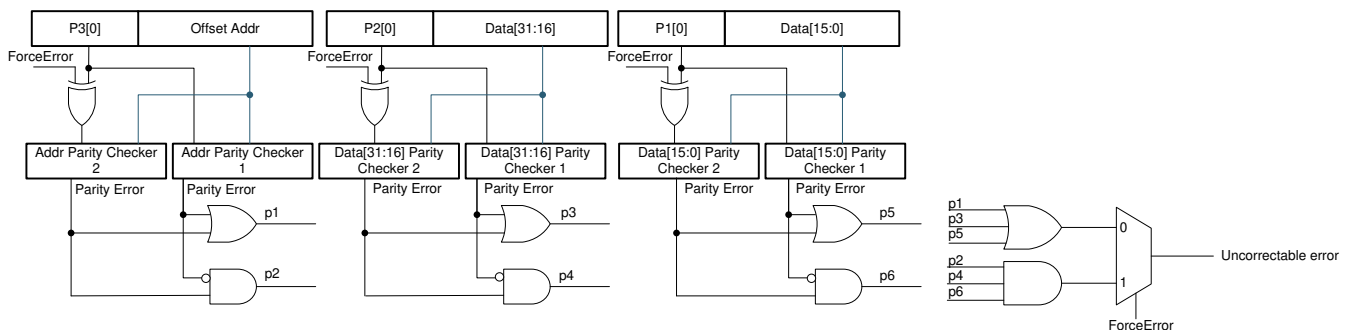 P3[0] Offset Addr P2[0] Data[31:16] P1[0] Data[15:0]
ForceError ForceError ForceError
Addr Parity Checker
2
Addr Parity Checker
1
Data[31:16] Parity
Checker 2
Data[31:16] Parity
Checker 1
Data[15:0] Parity
Checker 2
Data[15:0] Parity
Checker 1
Parity Error Parity Error Parity Error Parity Error Parity Error Parity Error
p1 p3 p5
p2 p4 p6
p1
p3
p5
p2
p4
p6
0
1
Uncorrectable error
ForceError